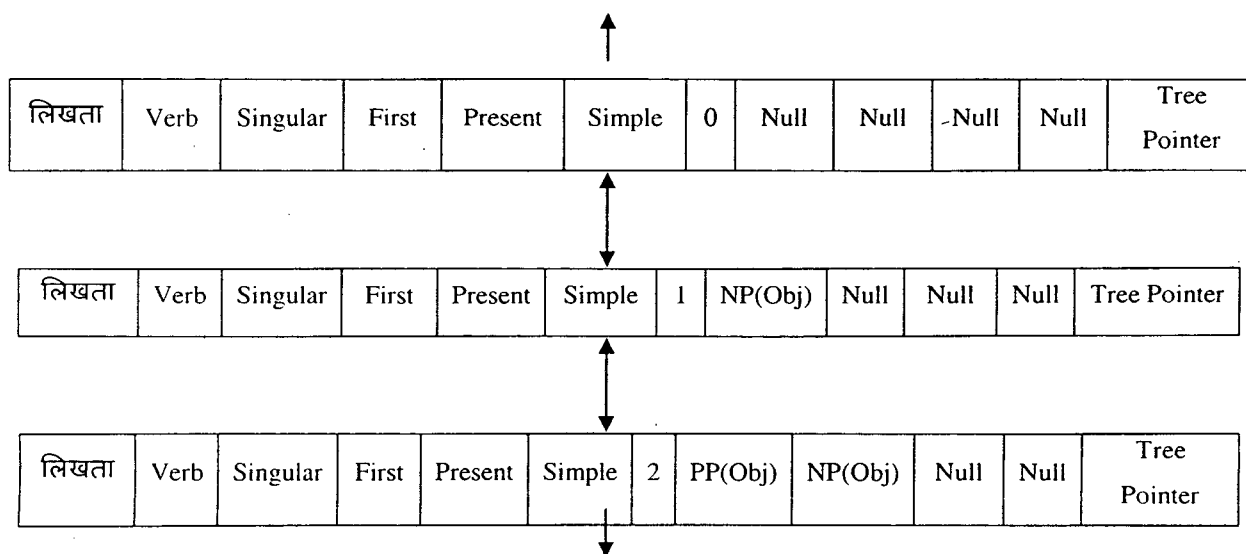 लिखता Verb Singular First Present Simple 0 Null Null Null Null Tree Pointer
लिखता Verb Singular First Present Simple 1 NP(Obj) Null Null Null Tree Pointer
लिखता Verb Singular First Present Simple 2 PP(Obj) NP(Obj) Null Null Tree Pointer